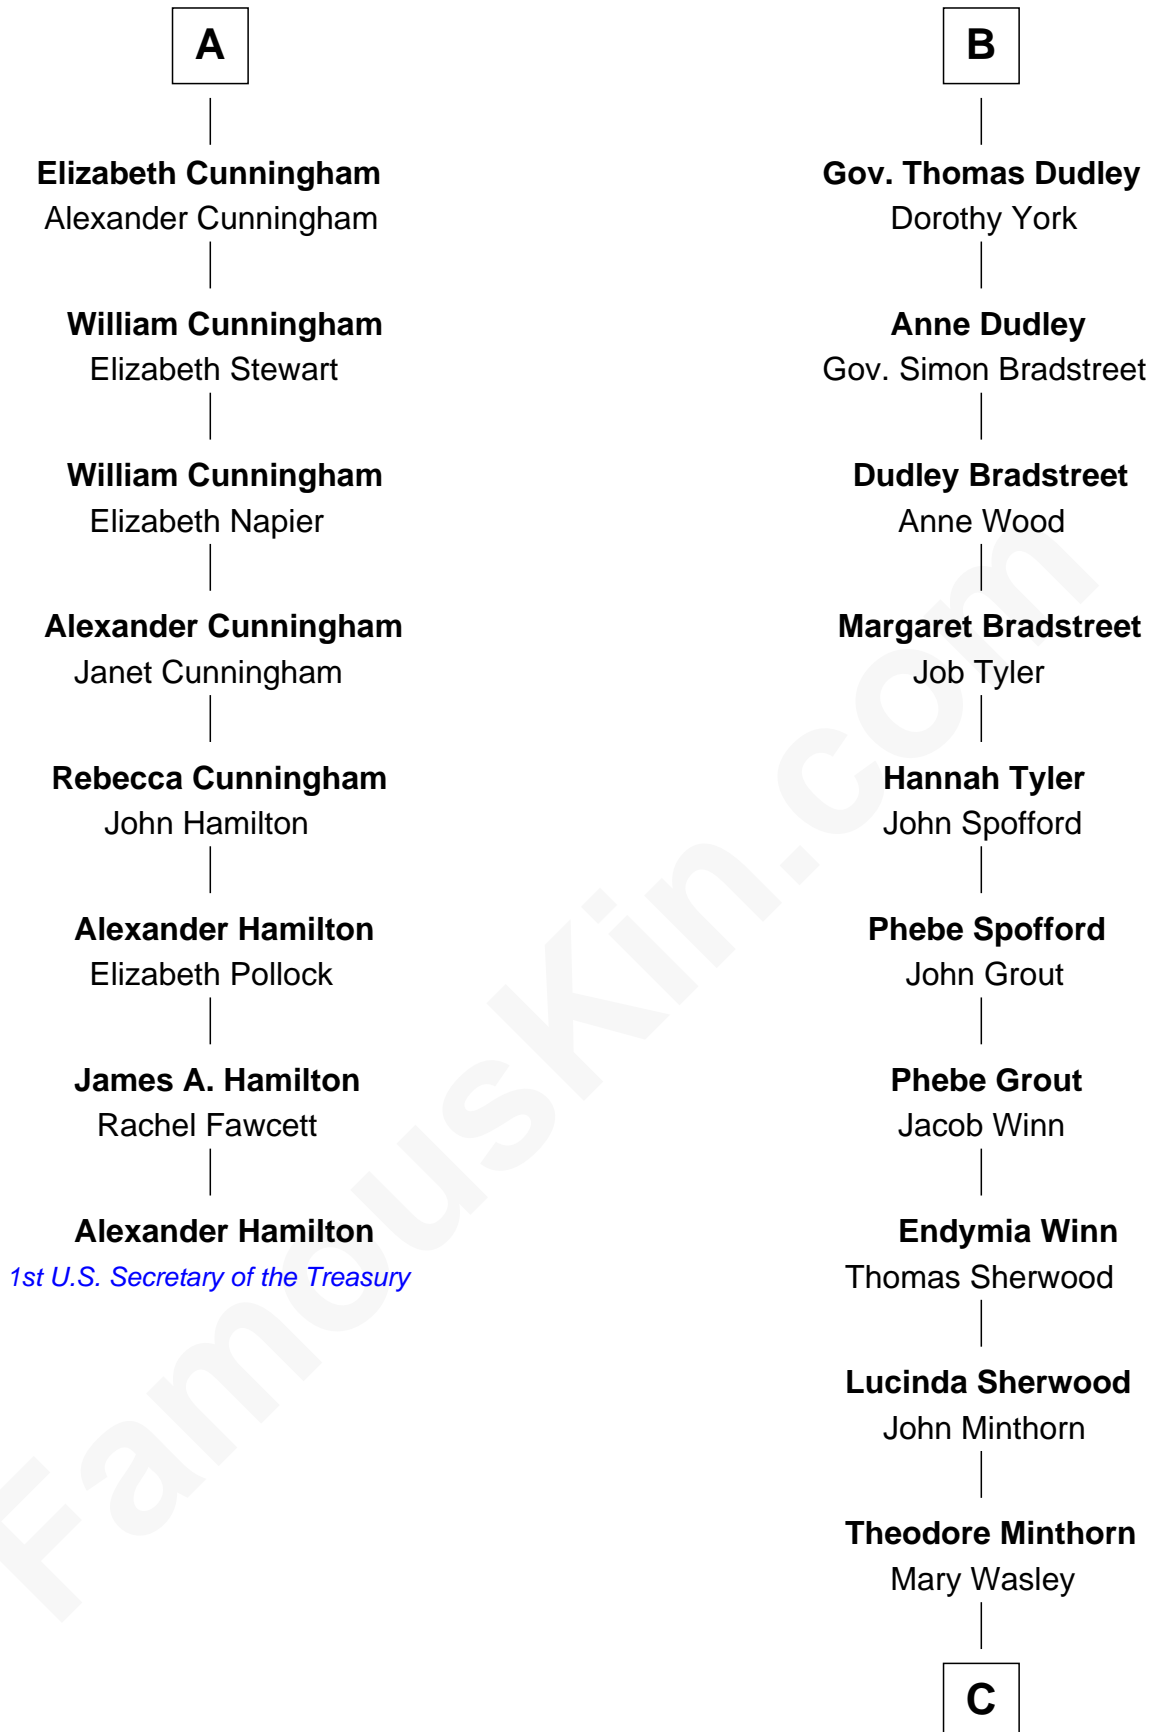 A
Elizabeth Cunningham
Alexander Cunningham
William Cunningham
Elizabeth Stewart
William Cunningham
Elizabeth Napier
Alexander Cunningham
Janet Cunningham
Rebecca Cunningham
John Hamilton
Alexander Hamilton
Elizabeth Pollock
James A. Hamilton
Rachel Fawcett
Alexander Hamilton
1st U.S. Secretary of the Treasury
B
Gov. Thomas Dudley
Dorothy York
Anne Dudley
Gov. Simon Bradstreet
Dudley Bradstreet
Anne Wood
Margaret Bradstreet
Job Tyler
Hannah Tyler
John Spofford
Phebe Spofford
John Grout
Phebe Grout
Jacob Winn
Endymia Winn
Thomas Sherwood
Lucinda Sherwood
John Minthorn
Theodore Minthorn
Mary Wasley
C
FamousKin.com